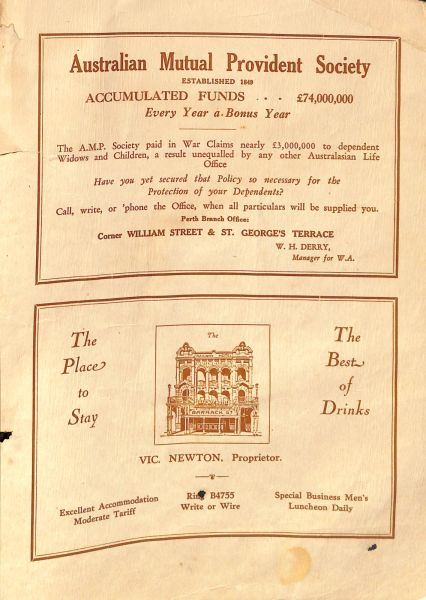 Australian Mutual Provident Society
ESTABLISHED 1849
ACCUMULATED FUNDS . . . £74,000,000
Every Year a Bonus Year
The A.M.P. Society paid in War Claims nearly £3,000,000 to dependent
Widows and Children, a result unequalled by any other Australasian Life
Office
Have you yet secured that Policy so necessary for the
Protection of your Dependents?
Call, write, or 'phone the Office, when all particulars will be supplied you.
Perth Branch Office:
Corner WILLIAM STREET & ST. GEORGE'S TERRACE
W. H. DERRY,
Manager for W.A.
The
Place
to
Stay
The
BARRACK ST
The
Best
of
Drinks
VIC. NEWTON, Proprietor.
Excellent Accommodation
Moderate Tariff
Ring B4755
Write or Wire
Special Business Men's
Luncheon Daily